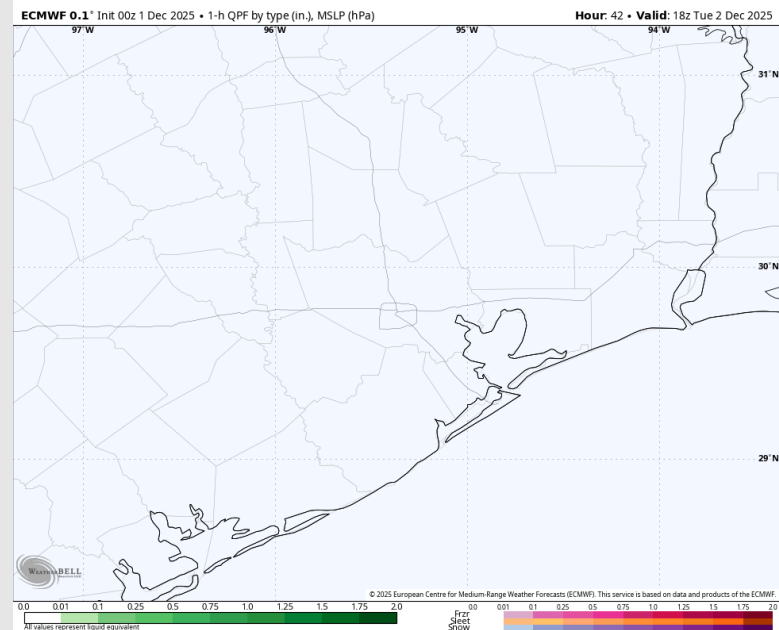 ECMWF 0.1° Init 00z 1 Dec 2025 • 1-h QPF by type (in.), MSLP (hPa) Hour: 42 • Valid: 18z Tue 2 Dec 2025
97°W 96°W 95°W 94°W
31°N
30°N
29°N
WEATHERBELL
© 2025 European Centre for Medium-Range Weather Forecasts (ECMWF). This service is based on data and products of the ECMWF.
0.0 0.01 0.1 0.25 0.5 0.75 1.0 1.25 1.5 1.75 2.0 0.0 0.01 0.1 0.25 0.5 0.75 1.0 1.25 1.5 1.75 2.0
Frzr
Sleet
Snow
All values represent liquid equivalent